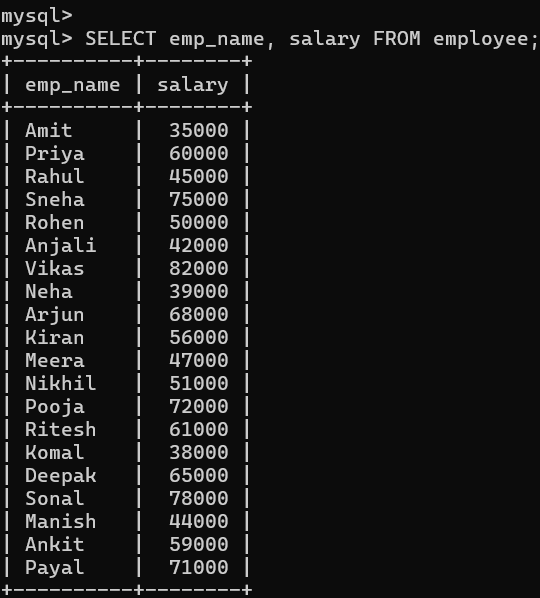 mysql>
mysql> SELECT emp_name, salary FROM employee;
+----------+--------+
| emp_name | salary |
+----------+--------+
| Amit     |  35000 |
| Priya    |  60000 |
| Rahul    |  45000 |
| Sneha    |  75000 |
| Rohen    |  50000 |
| Anjali   |  42000 |
| Vikas    |  82000 |
| Neha     |  39000 |
| Arjun    |  68000 |
| Kiran    |  56000 |
| Meera    |  47000 |
| Nikhil   |  51000 |
| Pooja    |  72000 |
| Ritesh   |  61000 |
| Komal    |  38000 |
| Deepak   |  65000 |
| Sonal    |  78000 |
| Manish   |  44000 |
| Ankit    |  59000 |
| Payal    |  71000 |
+----------+--------+